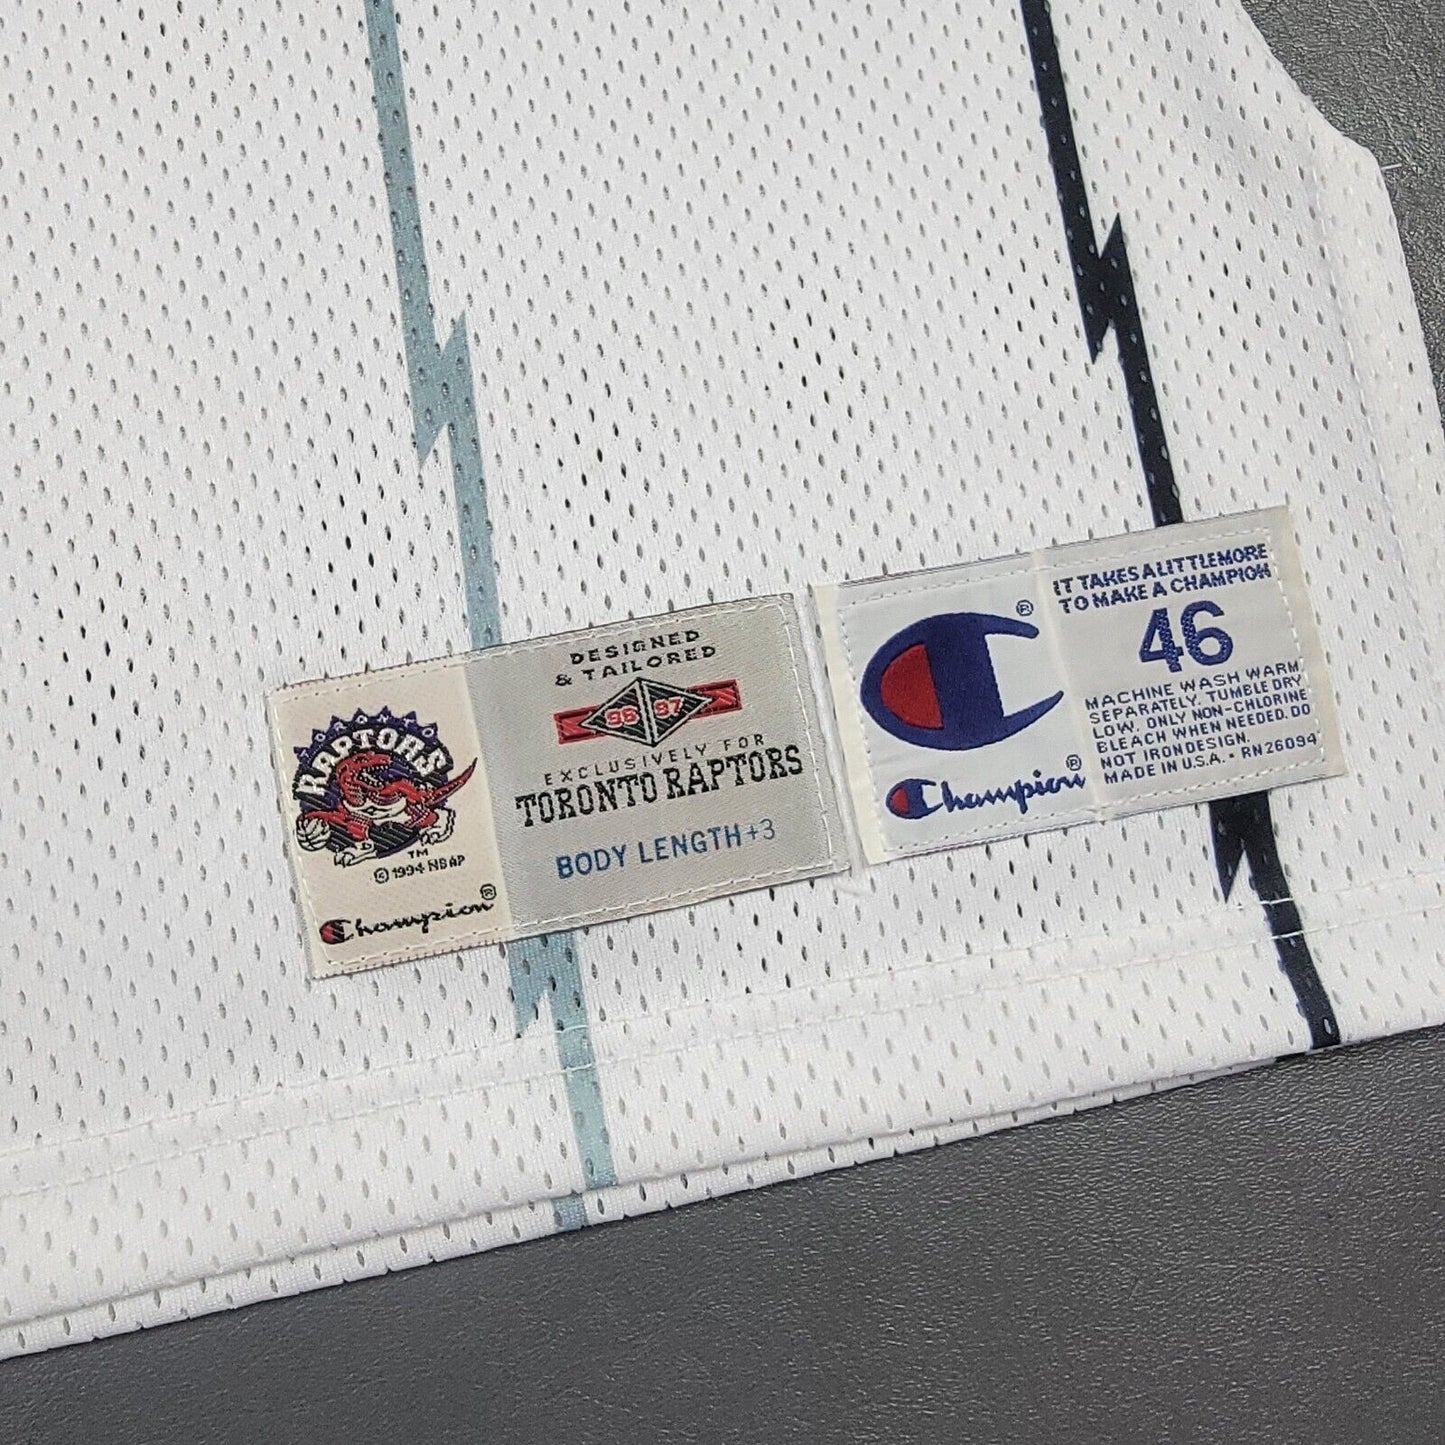 TORONTO
RAPTORS
TM
© 1994 NBAP
Champion®
DESIGNED
& TAILORED
96 97
EXCLUSIVELY FOR
TORONTO RAPTORS
BODY LENGTH +3
®
Champion®
IT TAKES A LITTLE MORE
TO MAKE A CHAMPION
46
MACHINE WASH WARM
SEPARATELY. TUMBLE DRY
LOW. ONLY NON-CHLORINE
BLEACH WHEN NEEDED. DO
NOT IRON DESIGN.
MADE IN U.S.A. • RN26094